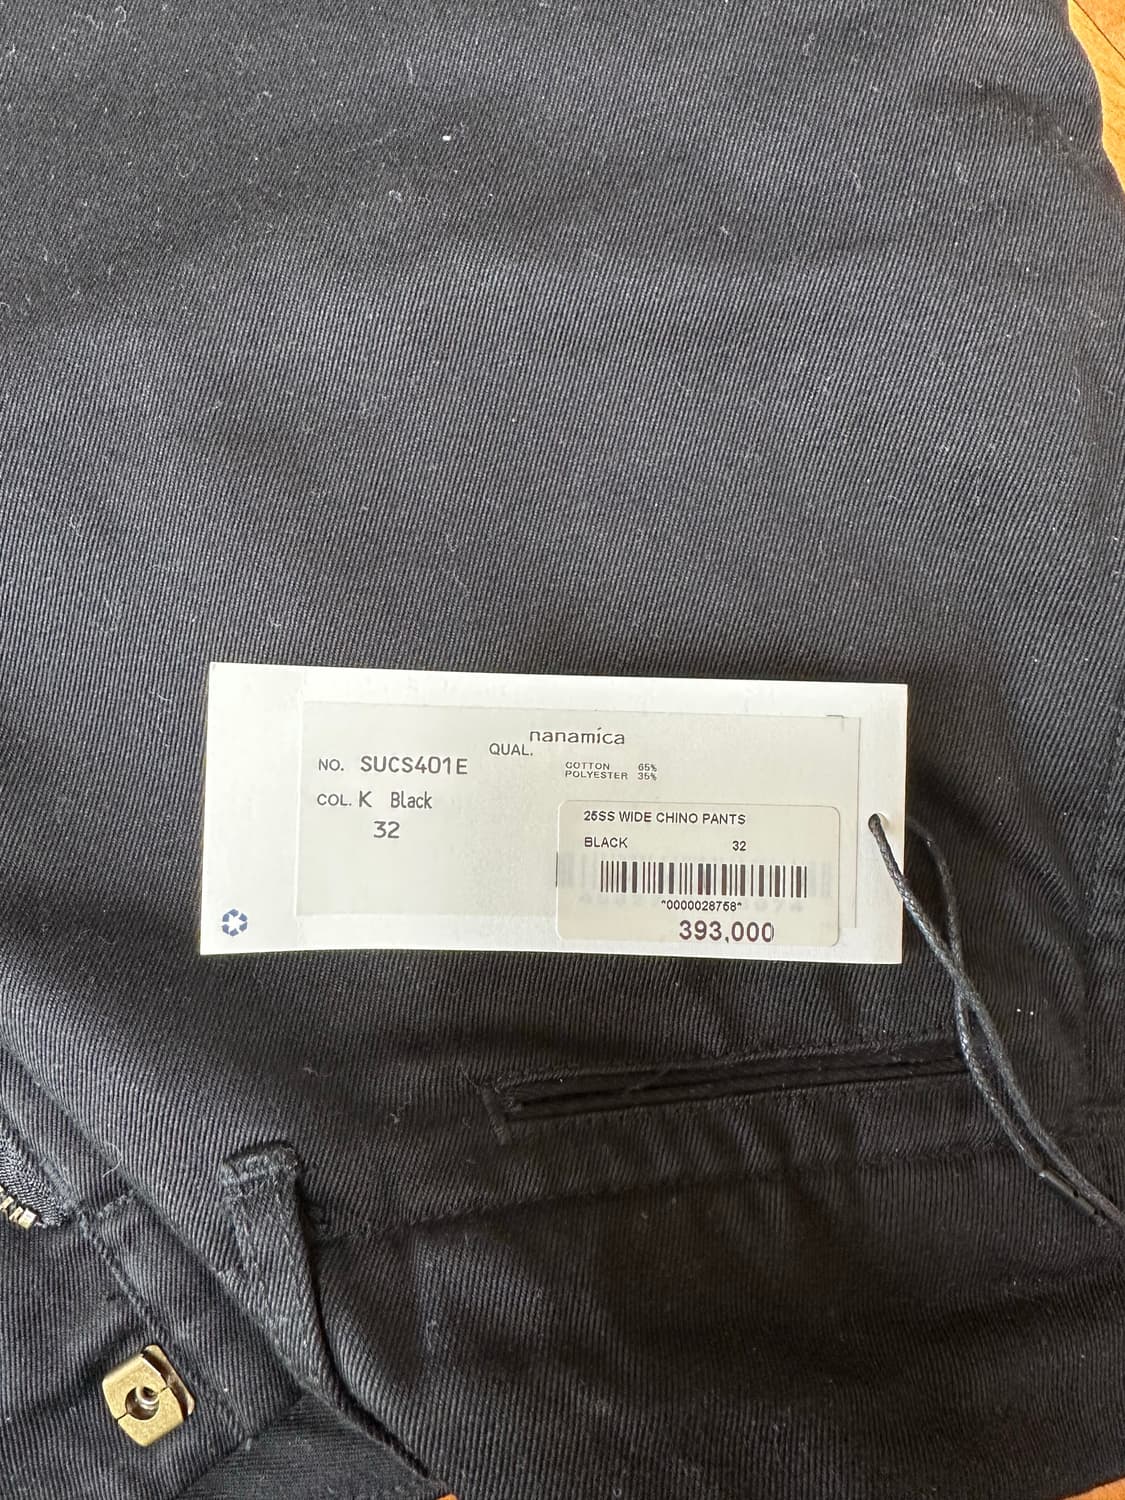 nanamica
QUAL.
NO. SUCS401E
COTTON 65%
POLYESTER 35%
COL. K Black
32
25SS WIDE CHINO PANTS
BLACK 32
*0000028758*
393,000